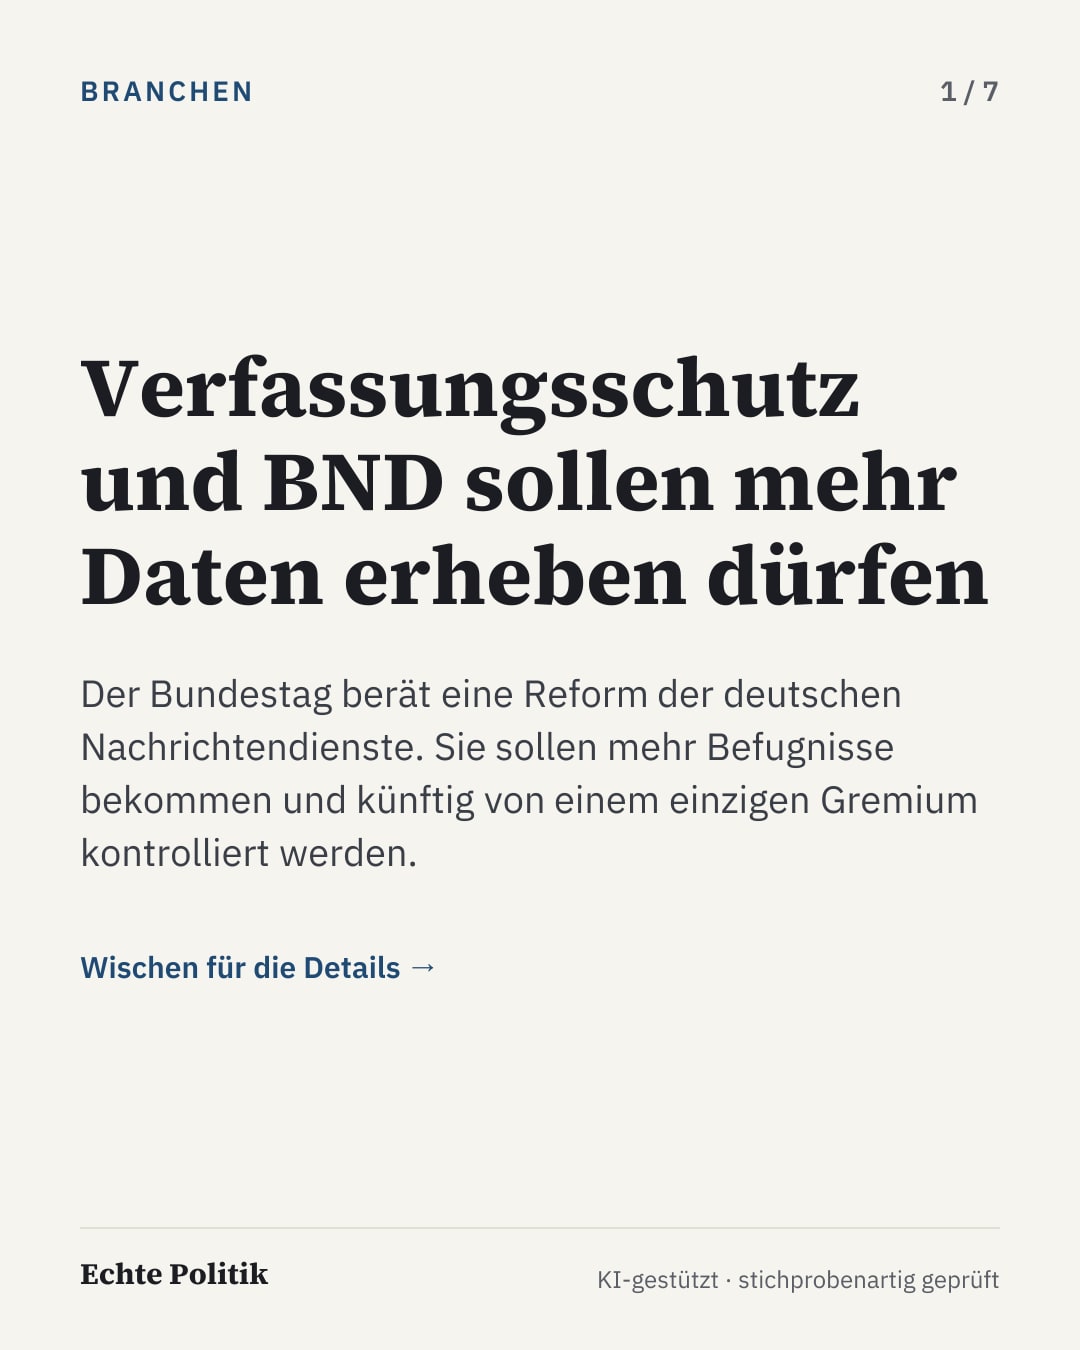 BRANCHEN
1 / 7
Verfassungsschutz
und BND sollen mehr
Daten erheben dürfen
Der Bundestag berät eine Reform der deutschen
Nachrichtendienste. Sie sollen mehr Befugnisse
bekommen und künftig von einem einzigen Gremium
kontrolliert werden.
Wischen für die Details →
Echte Politik
KI-gestützt · stichprobenartig geprüft